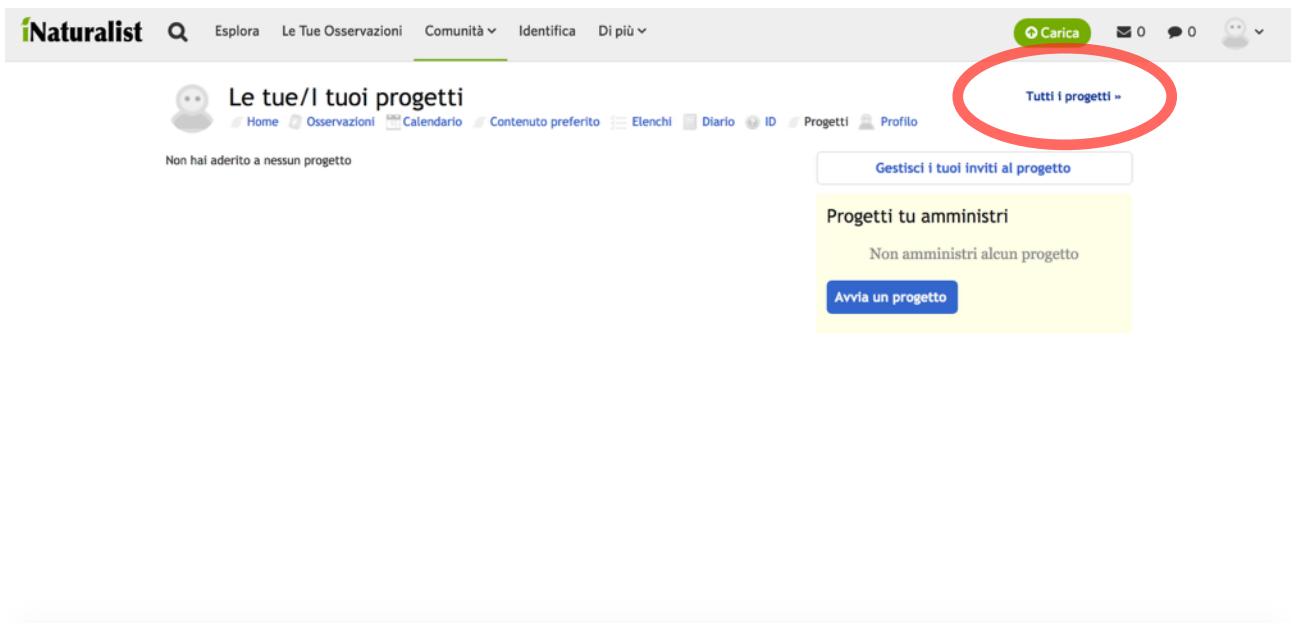 iNaturalist Esplora Le Tue Osservazioni Comunità Identifica Di più Carica 0 0
Le tue/I tuoi progetti
Tutti i progetti »
Home Osservazioni Calendario Contenuto preferito Elenchi Diario ID Progetti Profilo
Non hai aderito a nessun progetto
Gestisci i tuoi inviti al progetto
Progetti tu amministri
Non amministri alcun progetto
Avvia un progetto